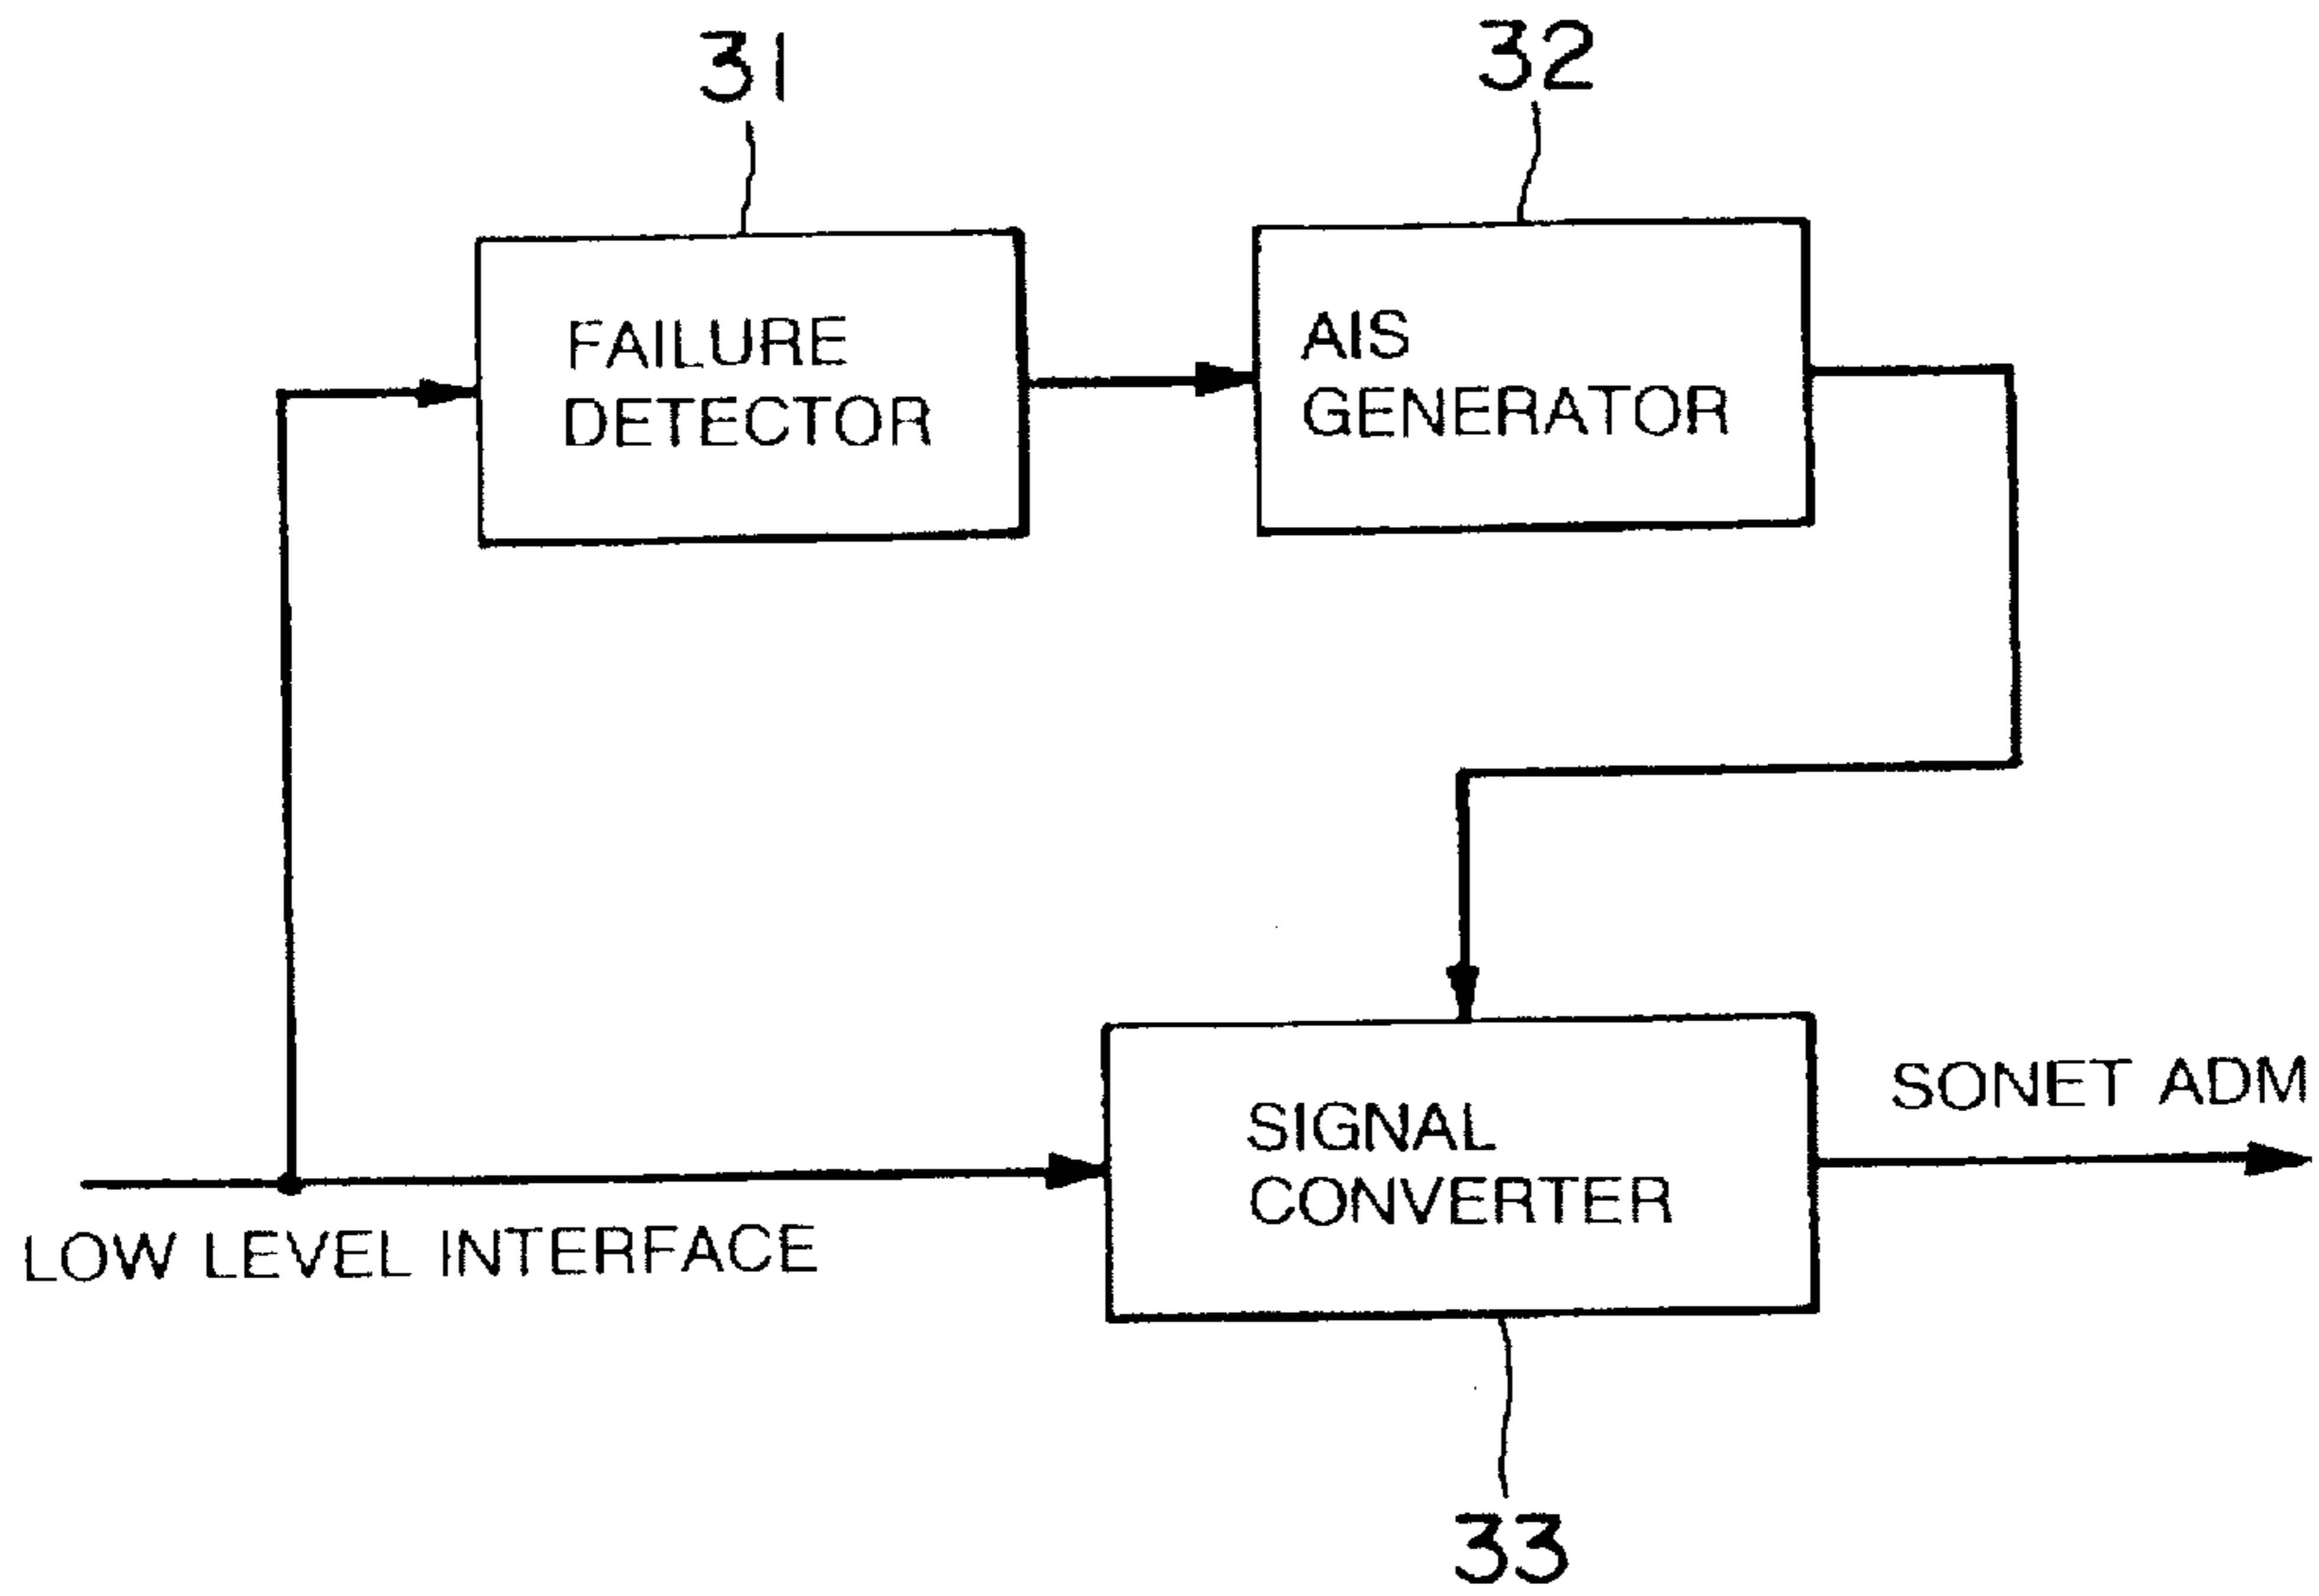 31
32
FAILURE
DETECTOR
AIS
GENERATOR
SONET ADM
SIGNAL
CONVERTER
LOW LEVEL INTERFACE
33